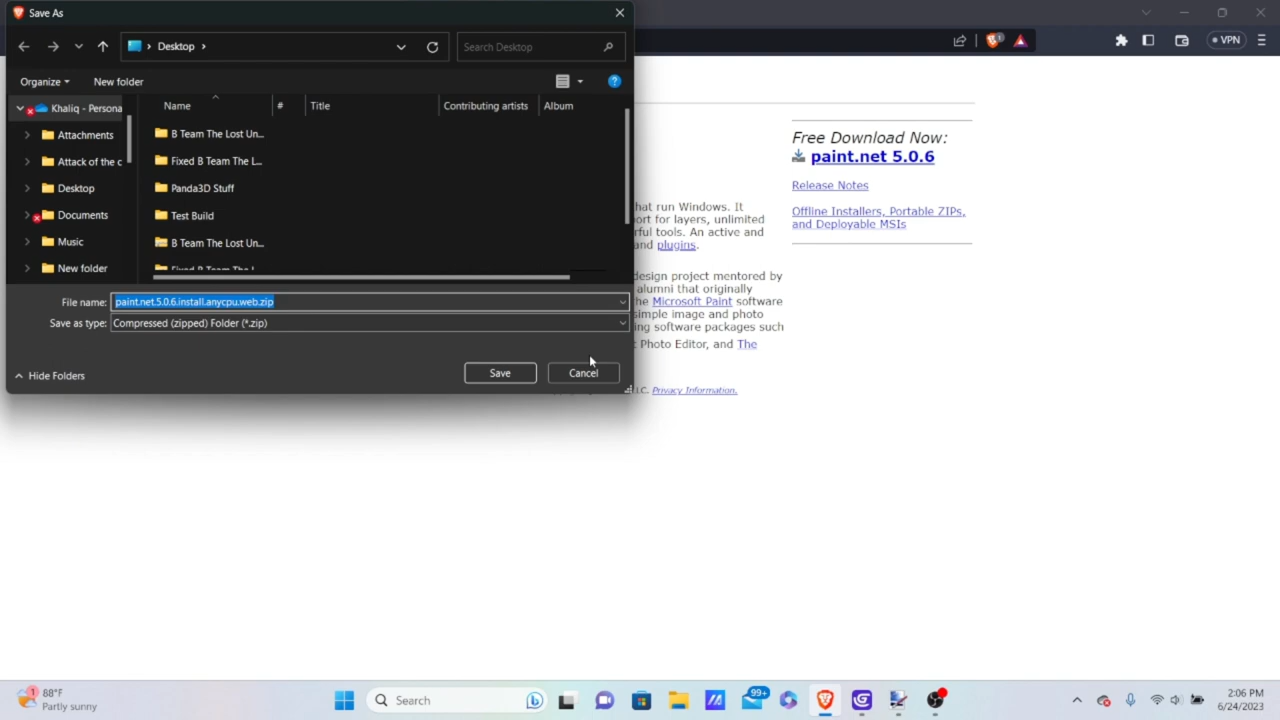 Save As
Desktop
Search Desktop
Organize
New folder
Khaliq - Persona
Attachments
Attack of the c
Desktop
Documents
Music
New folder
Name
#
Title
Contributing artists
Album
B Team The Lost Un...
Fixed B Team The L...
Panda3D Stuff
Test Build
B Team The Lost Un...
Fixed B Team The L...
File name:
paint.net.5.0.6.install.anycpu.web.zip
Save as type:
Compressed (zipped) Folder (*.zip)
Hide Folders
Save
Cancel
1
VPN
Free Download Now:
paint.net 5.0.6
Release Notes
Offline Installers, Portable ZIPs,
and Deployable MSIs
hat run Windows. It
ort for layers, unlimited
rful tools. An active and
and plugins.
design project mentored by
alumni that originally
he Microsoft Paint software
simple image and photo
ing software packages such
Photo Editor, and The
LC. Privacy Information.
1
88°F
Partly sunny
Search
99+
2:06 PM
6/24/2023